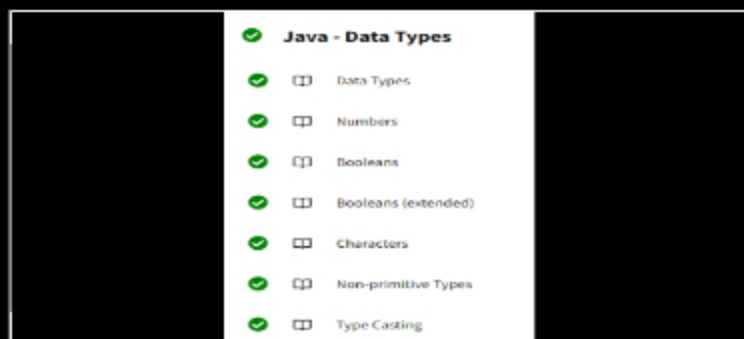 Java - Data Types
Data Types
Numbers
Booleans
Booleans (extended)
Characters
Non-primitive Types
Type Casting